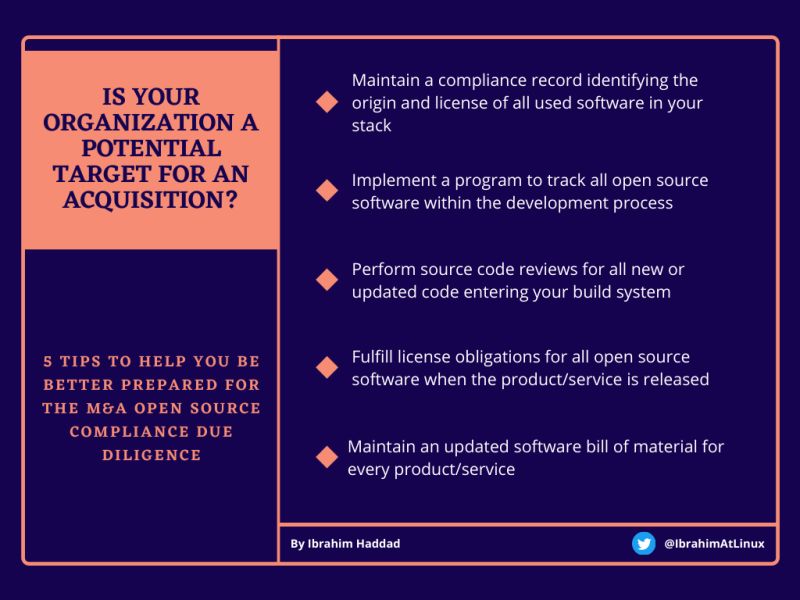 IS YOUR
ORGANIZATION A
POTENTIAL
TARGET FOR AN
ACQUISITION?
5 TIPS TO HELP YOU BE
BETTER PREPARED FOR
THE M&A OPEN SOURCE
COMPLIANCE DUE
DILIGENCE
Maintain a compliance record identifying the
origin and license of all used software in your
stack
Implement a program to track all open source
software within the development process
Perform source code reviews for all new or
updated code entering your build system
Fulfill license obligations for all open source
software when the product/service is released
Maintain an updated software bill of material for
every product/service
By Ibrahim Haddad
@IbrahimAtLinux